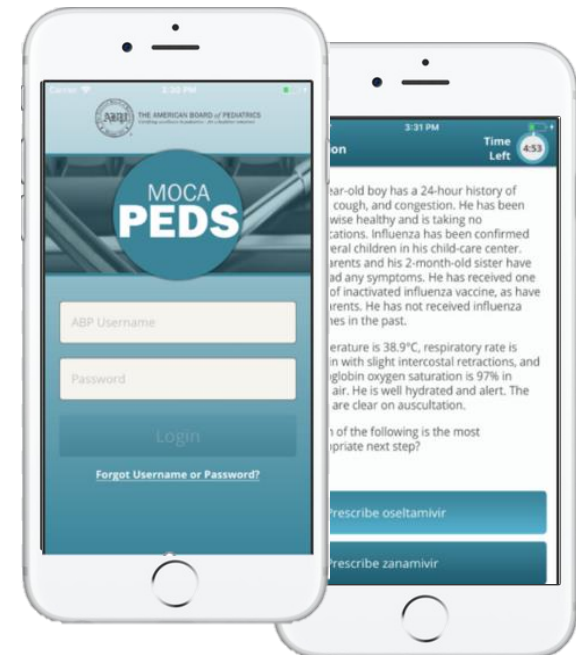 Carrier
3:30 PM
THE AMERICAN BOARD of PEDIATRICS
MOCA
PEDS
ABP Username
Password
Login
Forgot Username or Password?
3:31 PM
ion
Time
Left
4:53
ear-old boy has a 24-hour history of
cough, and congestion. He has been
wise healthy and is taking no
cations. Influenza has been confirmed
eral children in his child-care center.
arents and his 2-month-old sister have
ad any symptoms. He has received one
of inactivated influenza vaccine, as have
arents. He has not received influenza
nes in the past.
erature is 38.9°C, respiratory rate is
in with slight intercostal retractions, and
oglobin oxygen saturation is 97% in
air. He is well hydrated and alert. The
are clear on auscultation.
h of the following is the most
opriate next step?
Prescribe oseltamivir
Prescribe zanamivir